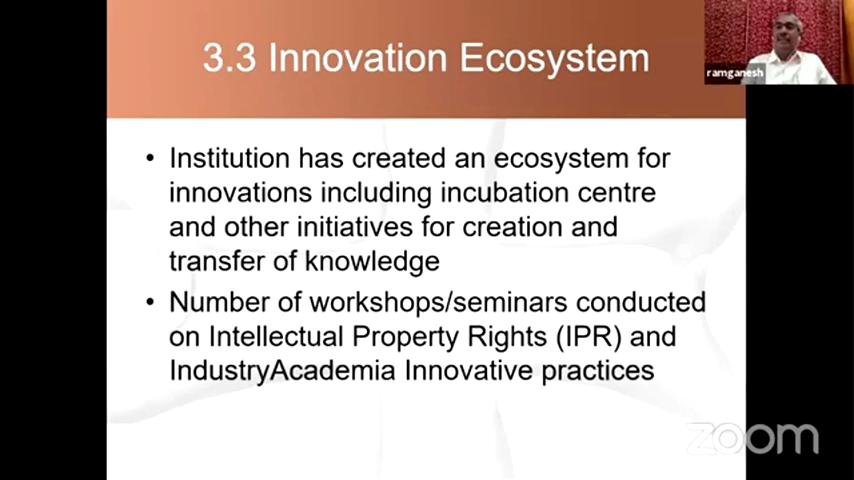 3.3 Innovation Ecosystem
ramganesh
• Institution has created an ecosystem for
innovations including incubation centre
and other initiatives for creation and
transfer of knowledge
• Number of workshops/seminars conducted
on Intellectual Property Rights (IPR) and
IndustryAcademia Innovative practices
zoom